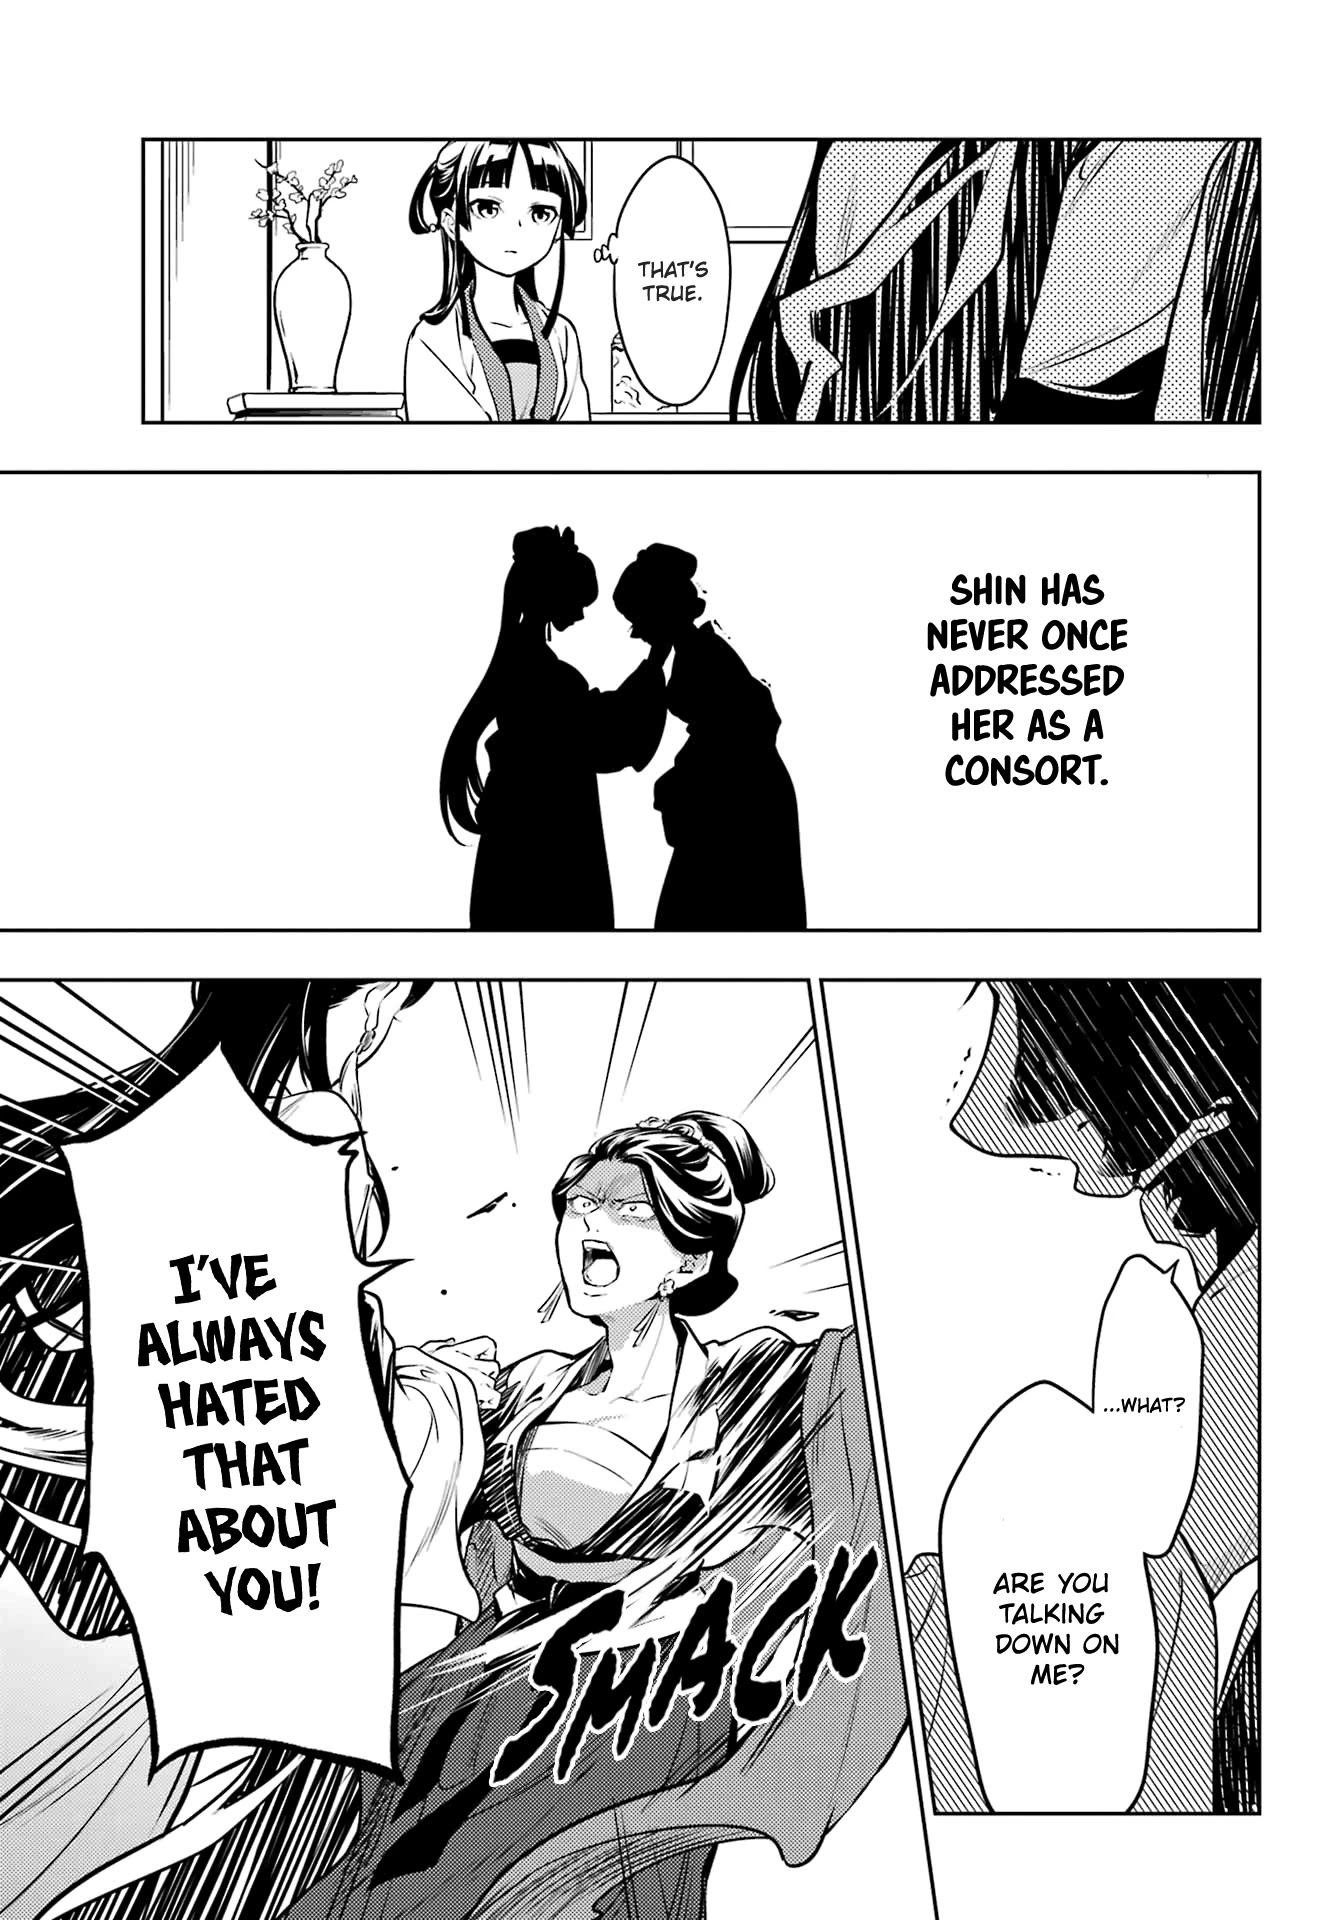 THAT'S
TRUE.
SHIN HAS
NEVER ONCE
ADDRESSED
HER AS A
CONSORT.
...WHAT?
ARE YOU
TALKING
DOWN ON
ME?
SMACK
I'VE
ALWAYS
HATED
THAT
ABOUT
YOU!